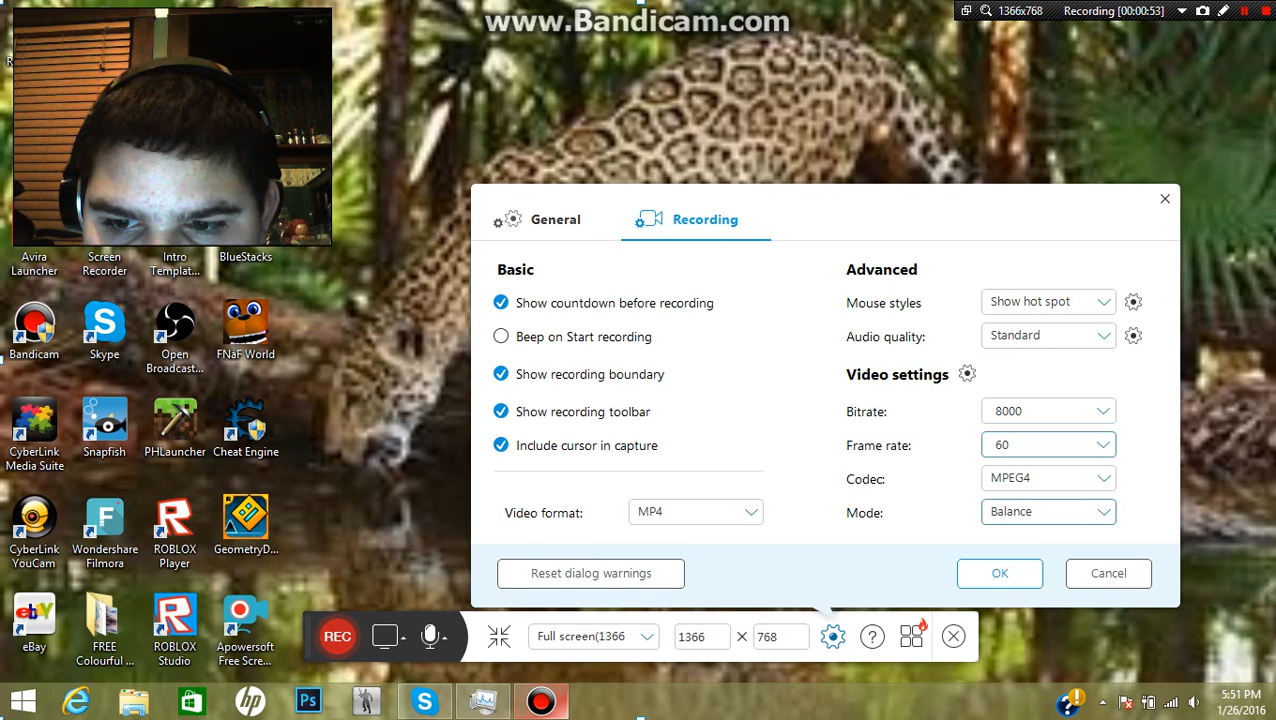 www.Bandicam.com
1366x768
Recording [00:00:53]
Avira Launcher
Screen Recorder
Intro Templat...
BlueStacks
Bandicam
Skype
Open Broadcast...
FNaF World
CyberLink Media Suite
Snapfish
PHLauncher
Cheat Engine
CyberLink YouCam
Wondershare Filmora
ROBLOX Player
GeometryD...
eBay
FREE Colourful ...
ROBLOX Studio
Apowersoft Free Scre...
General
Recording
Basic
Show countdown before recording
Beep on Start recording
Show recording boundary
Show recording toolbar
Include cursor in capture
Video format:
MP4
Advanced
Mouse styles
Show hot spot
Audio quality:
Standard
Video settings
Bitrate:
8000
Frame rate:
60
Codec:
MPEG4
Mode:
Balance
Reset dialog warnings
OK
Cancel
REC
Full screen(1366
1366
X
768
5:51 PM
1/26/2016